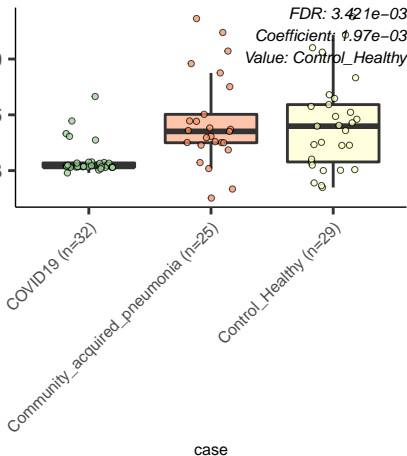 FDR: 3.421e−03
Coefficient: 1.97e−03
Value: Control_Healthy
COVID19 (n=32)
Community_acquired_pneumonia (n=25)
Control_Healthy (n=29)
case